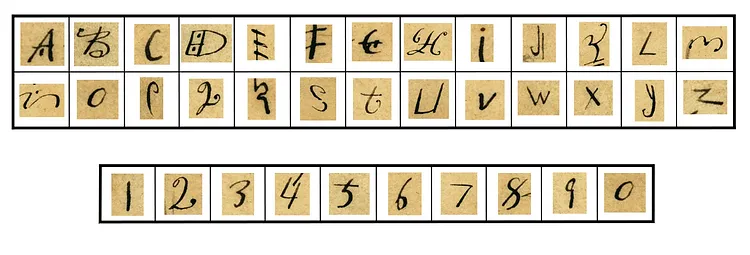 A B C D E F G H i J K L m
n o p q R S t U v w x y z
1 2 3 4 5 6 7 8 9 0